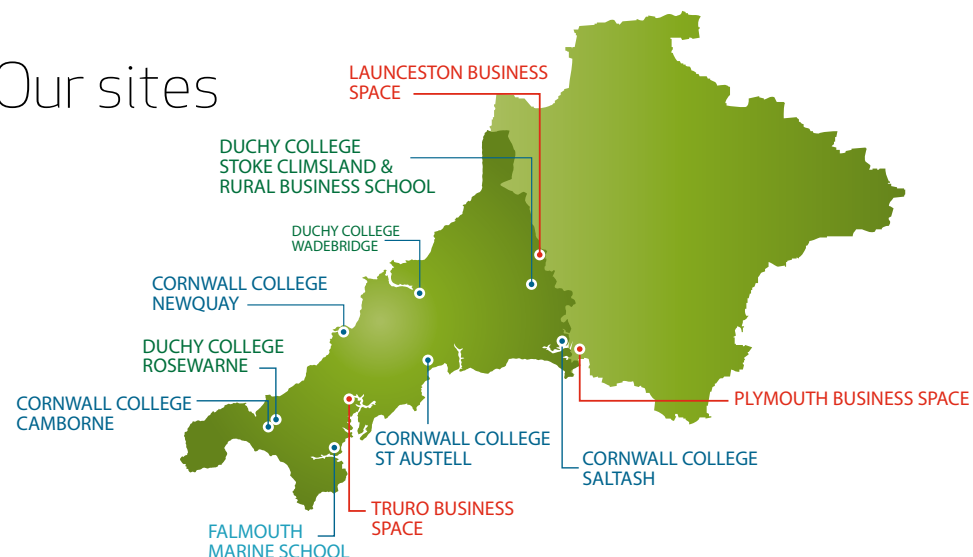 Our sites
LAUNCESTON BUSINESS
SPACE
DUCHY COLLEGE
STOKE CLIMSLAND &
RURAL BUSINESS SCHOOL
DUCHY COLLEGE
WADEBRIDGE
CORNWALL COLLEGE
NEWQUAY
DUCHY COLLEGE
ROSEWARNE
CORNWALL COLLEGE
CAMBORNE
PLYMOUTH BUSINESS SPACE
CORNWALL COLLEGE
ST AUSTELL
CORNWALL COLLEGE
SALTASH
TRURO BUSINESS
SPACE
FALMOUTH
MARINE SCHOOL